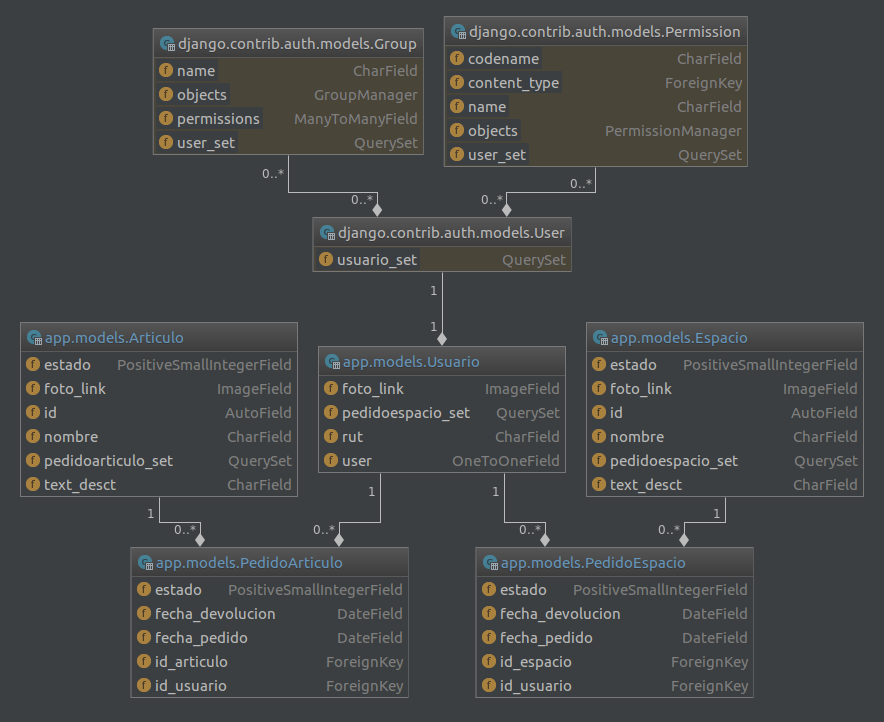 django.contrib.auth.models.Group
name CharField
objects GroupManager
permissions ManyToManyField
user_set QuerySet
django.contrib.auth.models.Permission
codename CharField
content_type ForeignKey
name CharField
objects PermissionManager
user_set QuerySet
0..*
0..*
0..*
0..*
django.contrib.auth.models.User
usuario_set QuerySet
1
1
app.models.Articulo
estado PositiveSmallIntegerField
foto_link ImageField
id AutoField
nombre CharField
pedidoarticulo_set QuerySet
text_desct CharField
app.models.Usuario
foto_link ImageField
pedidoespacio_set QuerySet
rut CharField
user OneToOneField
app.models.Espacio
estado PositiveSmallIntegerField
foto_link ImageField
id AutoField
nombre CharField
pedidoespacio_set QuerySet
text_desct CharField
1
1
1
1
0..*
0..*
0..*
0..*
app.models.PedidoArticulo
estado PositiveSmallIntegerField
fecha_devolucion DateField
fecha_pedido DateField
id_articulo ForeignKey
id_usuario ForeignKey
app.models.PedidoEspacio
estado PositiveSmallIntegerField
fecha_devolucion DateField
fecha_pedido DateField
id_espacio ForeignKey
id_usuario ForeignKey